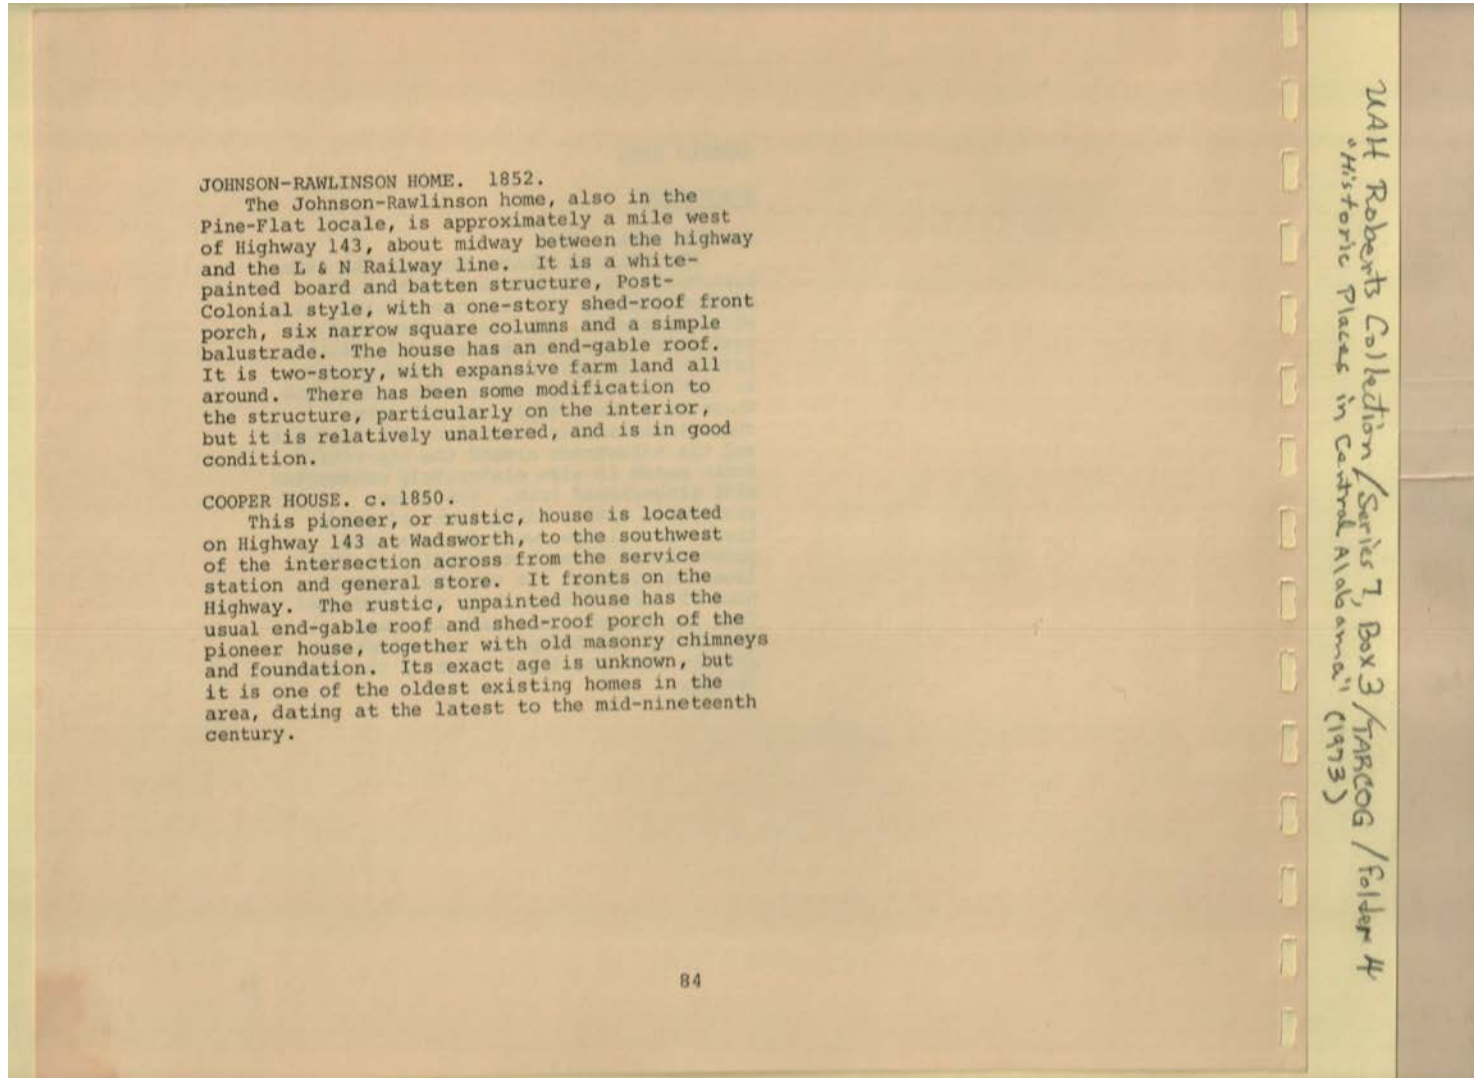 JOHNSON-RAWLINSON HOME. 1852.
The Johnson-Rawlinson home, also in the
Pine-Flat locale, is approximately a mile west
of Highway 143, about midway between the highway
and the L & N Railway line. It is a white-
painted board and batten structure, Post-
Colonial style, with a one-story shed-roof front
porch, six narrow square columns and a simple
balustrade. The house has an end-gable roof.
It is two-story, with expansive farm land all
around. There has been some modification to
the structure, particularly on the interior,
but it is relatively unaltered, and is in good
condition.
COOPER HOUSE. c. 1850.
This pioneer, or rustic, house is located
on Highway 143 at Wadsworth, to the southwest
of the intersection across from the service
station and general store. It fronts on the
Highway. The rustic, unpainted house has the
usual end-gable roof and shed-roof porch of the
pioneer house, together with old masonry chimneys
and foundation. Its exact age is unknown, but
it is one of the oldest existing homes in the
area, dating at the latest to the mid-nineteenth
century.
84
UAH Roberts Collection/Series 7, Box 3/TARCOG/folder 4
"Historic Places in Central Alabama" (1973)